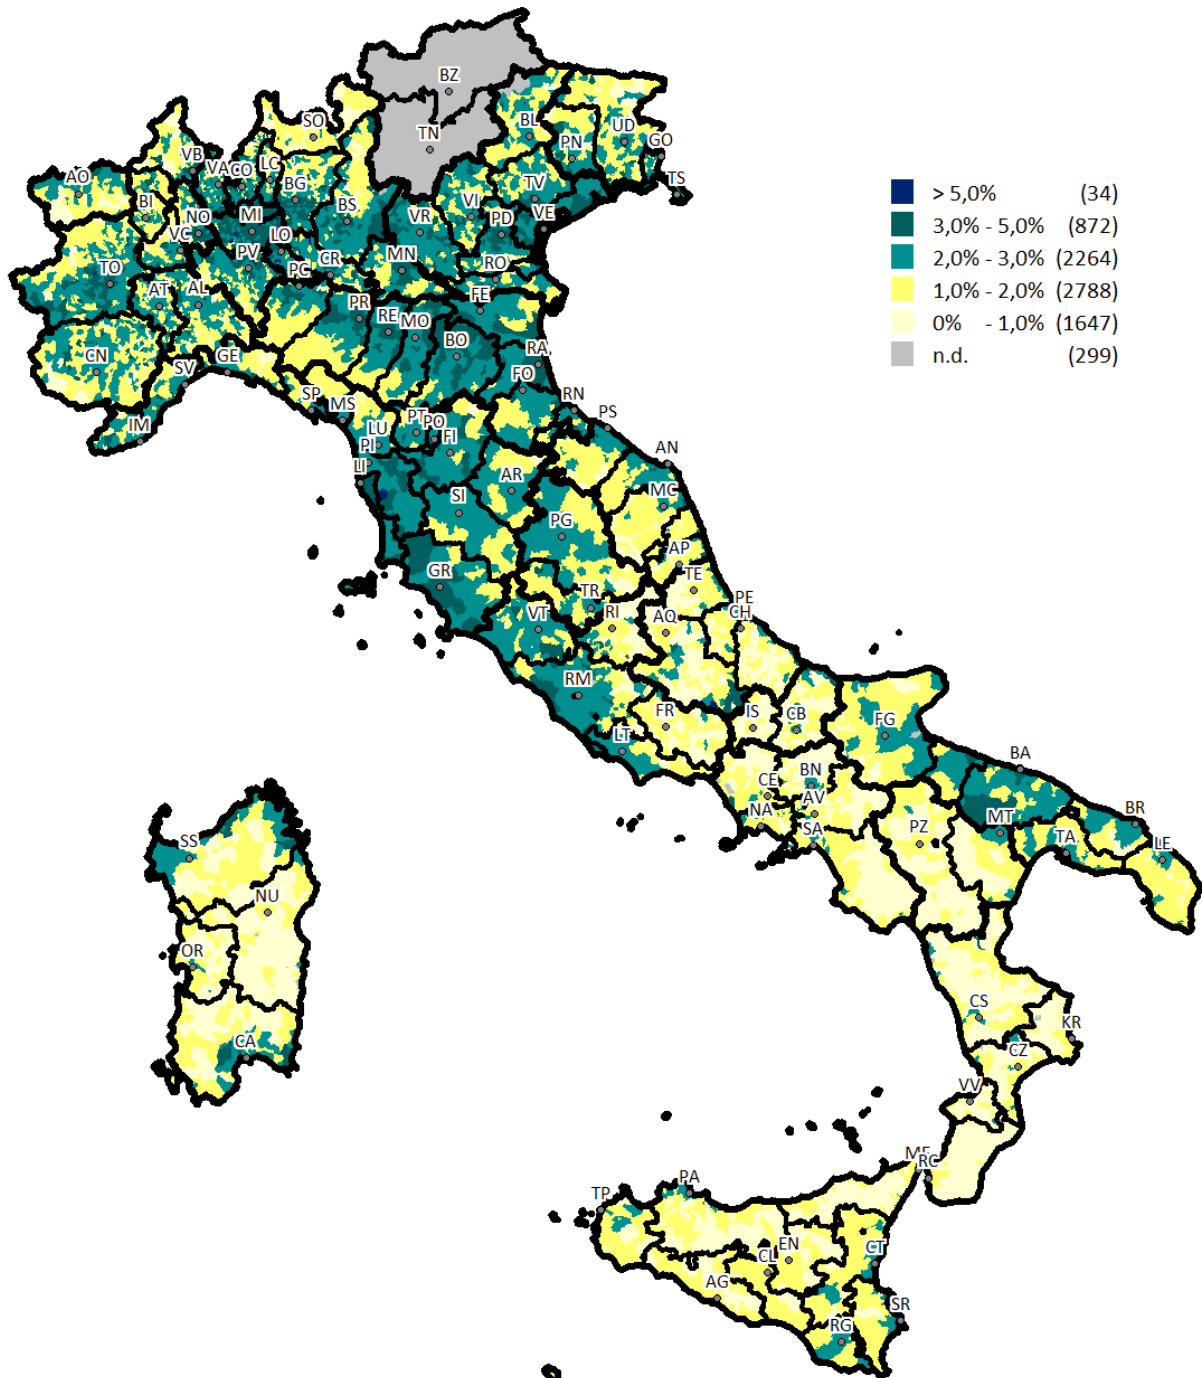 BZ
SO
TN
BL
PN
UD
GO
TS
VB
VA
CO
LC
BG
AO
BI
NO
MI
LO
BS
VR
VI
TV
PD
VE
VC
PV
TO
AT
AL
PC
CR
MN
RO
FE
PR
RE
MO
BO
RA
CN
SV
GE
IM
SP
MS
LU
PT
PO
FI
FO
RN
PS
PI
LI
AR
AN
SI
MC
PG
GR
AP
TE
TR
VT
RI
AQ
PE
CH
RM
FR
IS
CB
FG
LT
CE
BN
AV
NA
SA
PZ
BA
MT
BR
TA
LE
SS
NU
OR
CA
CS
KR
CZ
VV
RC
TP
PA
CT
EN
CL
AG
SR
RG
> 5,0% (34)
3,0% - 5,0% (872)
2,0% - 3,0% (2264)
1,0% - 2,0% (2788)
0% - 1,0% (1647)
n.d. (299)